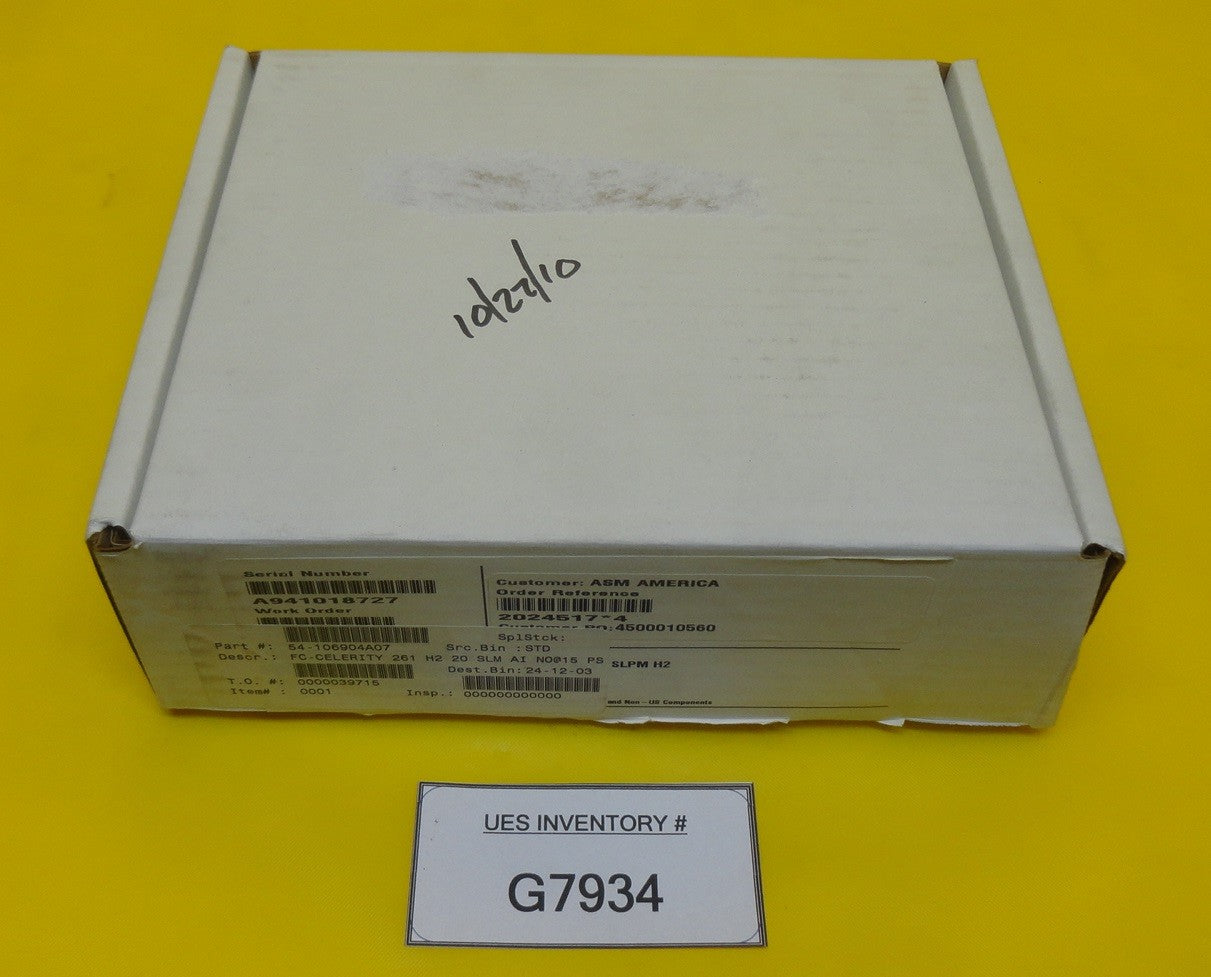 10/22/10
Serial Number
A941018727
Work Order
Customer: ASM AMERICA
Order Reference
2024517*4
Customer PO: 4500010560
SplStck:
Part #: 54-106904A07
Src.Bin :STD
Descr.: FC-CELERITY 261 H2 20 SLM AI NO@15 PS
SLPM H2
Dest.Bin: 24-12-03
T.O. #: 0000039715
Item# : 0001
Insp.: 000000000000
and Non - US Components
UES INVENTORY #
G7934